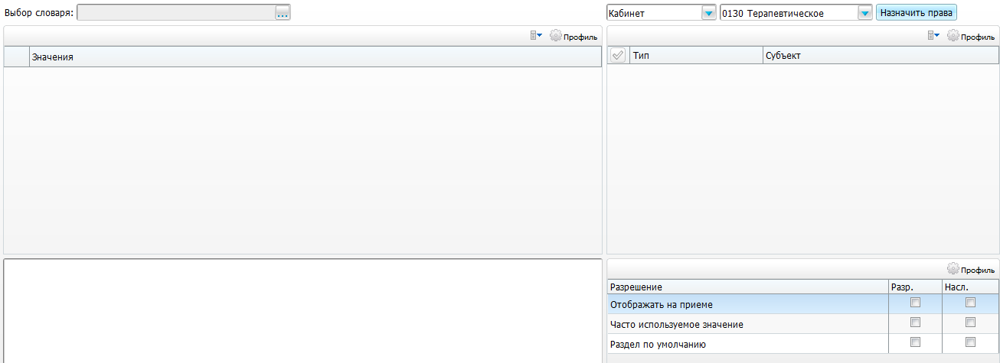 Выбор словаря: ...
Кабинет 0130 Терапевтическое Назначить права
Профиль
Значения
Профиль
Тип Субъект
Профиль
Разрешение Разр. Насл.
Отображать на приеме
Часто используемое значение
Раздел по умолчанию